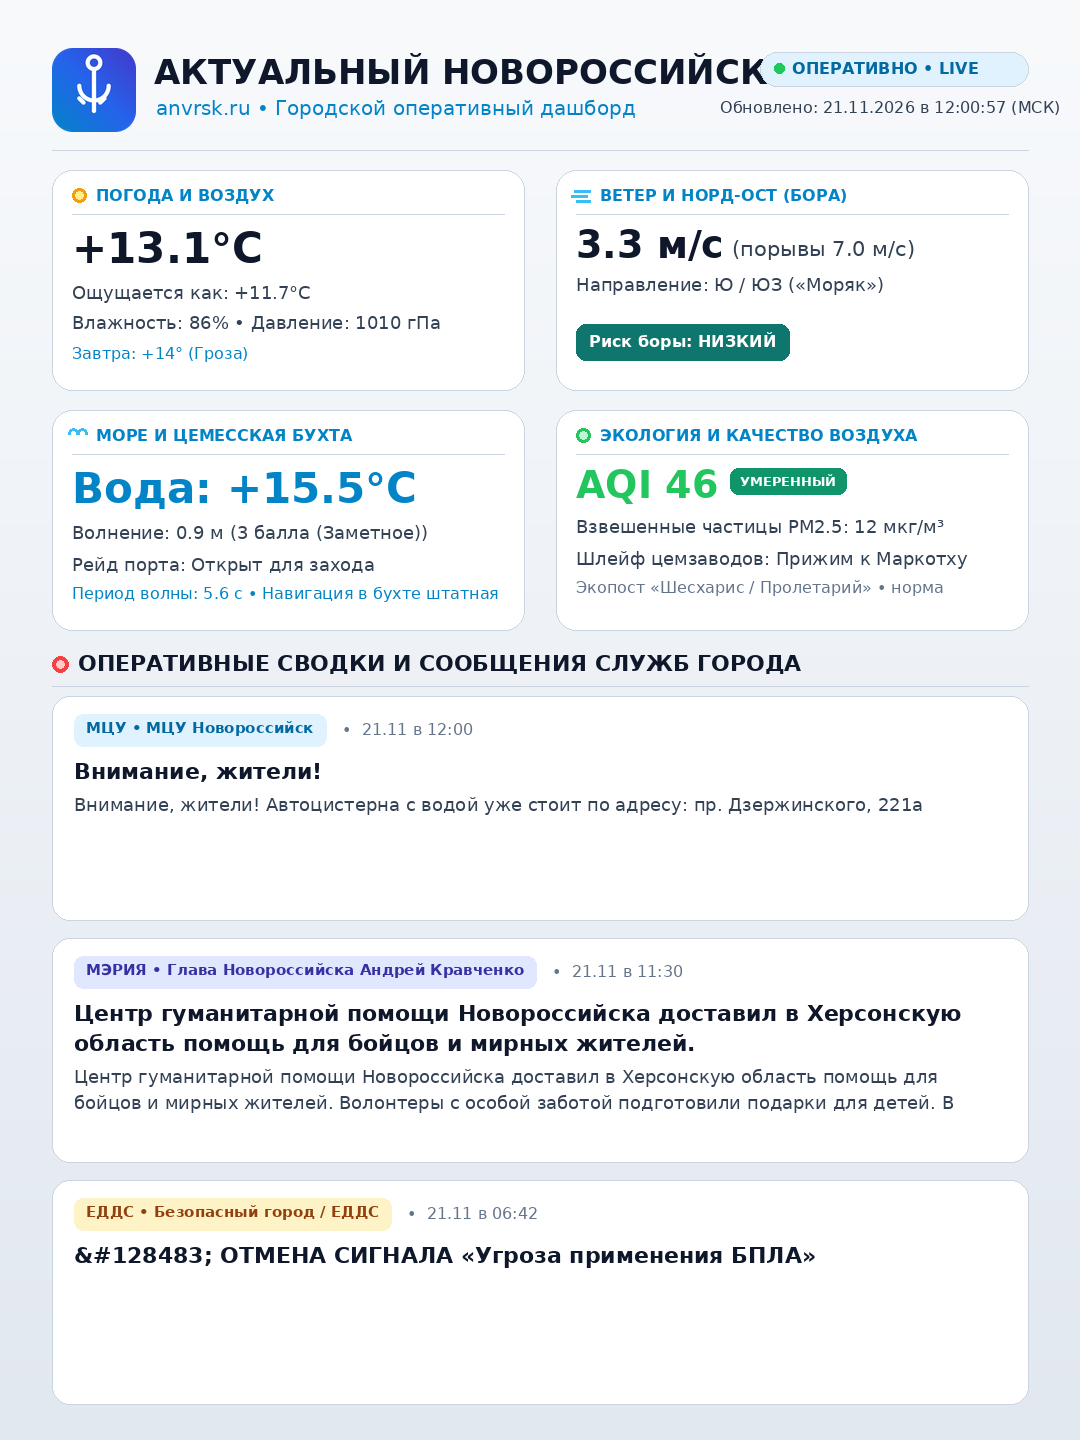 АКТУАЛЬНЫЙ НОВОРОССИЙСК
ОПЕРАТИВНО • LIVE
anvrsk.ru • Городской оперативный дашборд
Обновлено: 21.11.2026 в 12:00:57 (МСК)
ПОГОДА И ВОЗДУХ
+13.1°C
Ощущается как: +11.7°C
Влажность: 86% • Давление: 1010 гПа
Завтра: +14° (Гроза)
ВЕТЕР И НОРД-ОСТ (БОРА)
3.3 м/с (порывы 7.0 м/с)
Направление: Ю / ЮЗ («Моряк»)
Риск боры: НИЗКИЙ
МОРЕ И ЦЕМЕССКАЯ БУХТА
Вода: +15.5°C
Волнение: 0.9 м (3 балла (Заметное))
Рейд порта: Открыт для захода
Период волны: 5.6 с • Навигация в бухте штатная
ЭКОЛОГИЯ И КАЧЕСТВО ВОЗДУХА
AQI 46 УМЕРЕННЫЙ
Взвешенные частицы PM2.5: 12 мкг/м³
Шлейф цемзаводов: Прижим к Маркотху
Экопост «Шесхарис / Пролетарий» • норма
ОПЕРАТИВНЫЕ СВОДКИ И СООБЩЕНИЯ СЛУЖБ ГОРОДА
МЦУ • МЦУ Новороссийск • 21.11 в 12:00
Внимание, жители!
Внимание, жители! Автоцистерна с водой уже стоит по адресу: пр. Дзержинского, 221а
МЭРИЯ • Глава Новороссийска Андрей Кравченко • 21.11 в 11:30
Центр гуманитарной помощи Новороссийска доставил в Херсонскую
область помощь для бойцов и мирных жителей.
Центр гуманитарной помощи Новороссийска доставил в Херсонскую область помощь для
бойцов и мирных жителей. Волонтеры с особой заботой подготовили подарки для детей. В
ЕДДС • Безопасный город / ЕДДС • 21.11 в 06:42
&#128483; ОТМЕНА СИГНАЛА «Угроза применения БПЛА»